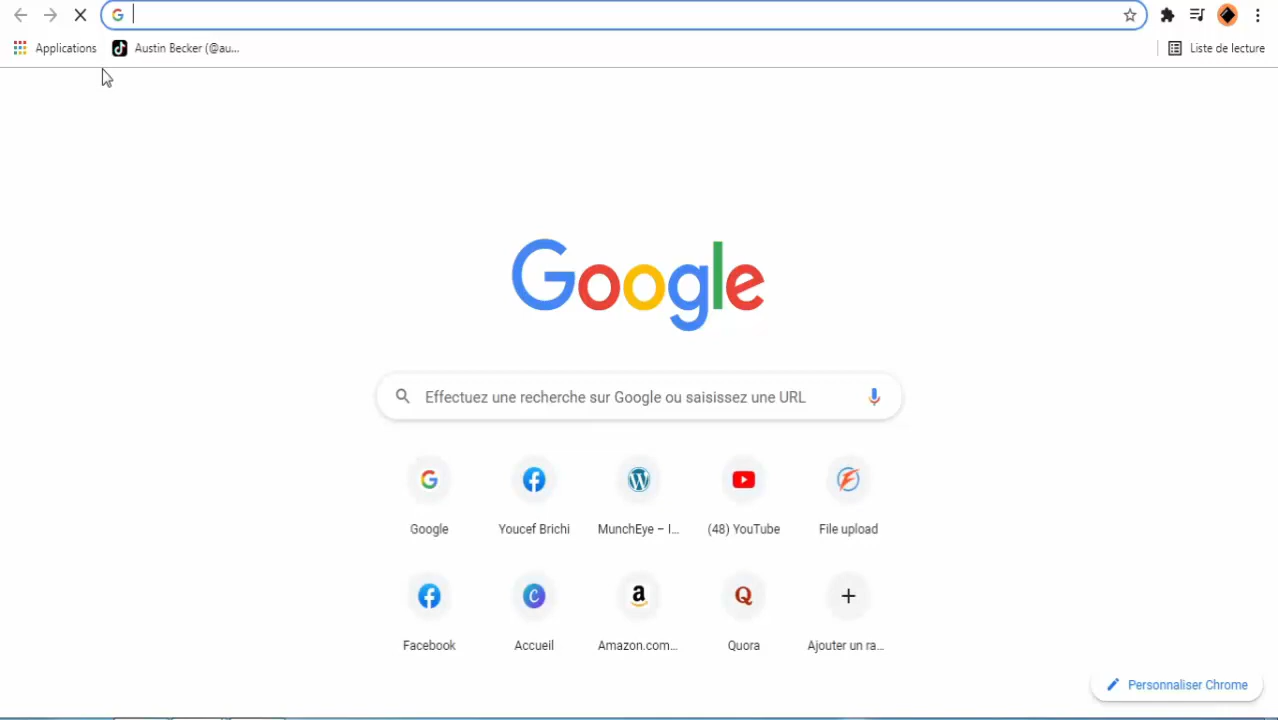 Applications
Austin Becker (@au...
Liste de lecture
Google
Effectuez une recherche sur Google ou saisissez une URL
Google
Youcef Brichi
MunchEye – I...
(48) YouTube
File upload
Facebook
Accueil
Amazon.com...
Quora
Ajouter un ra...
Personnaliser Chrome